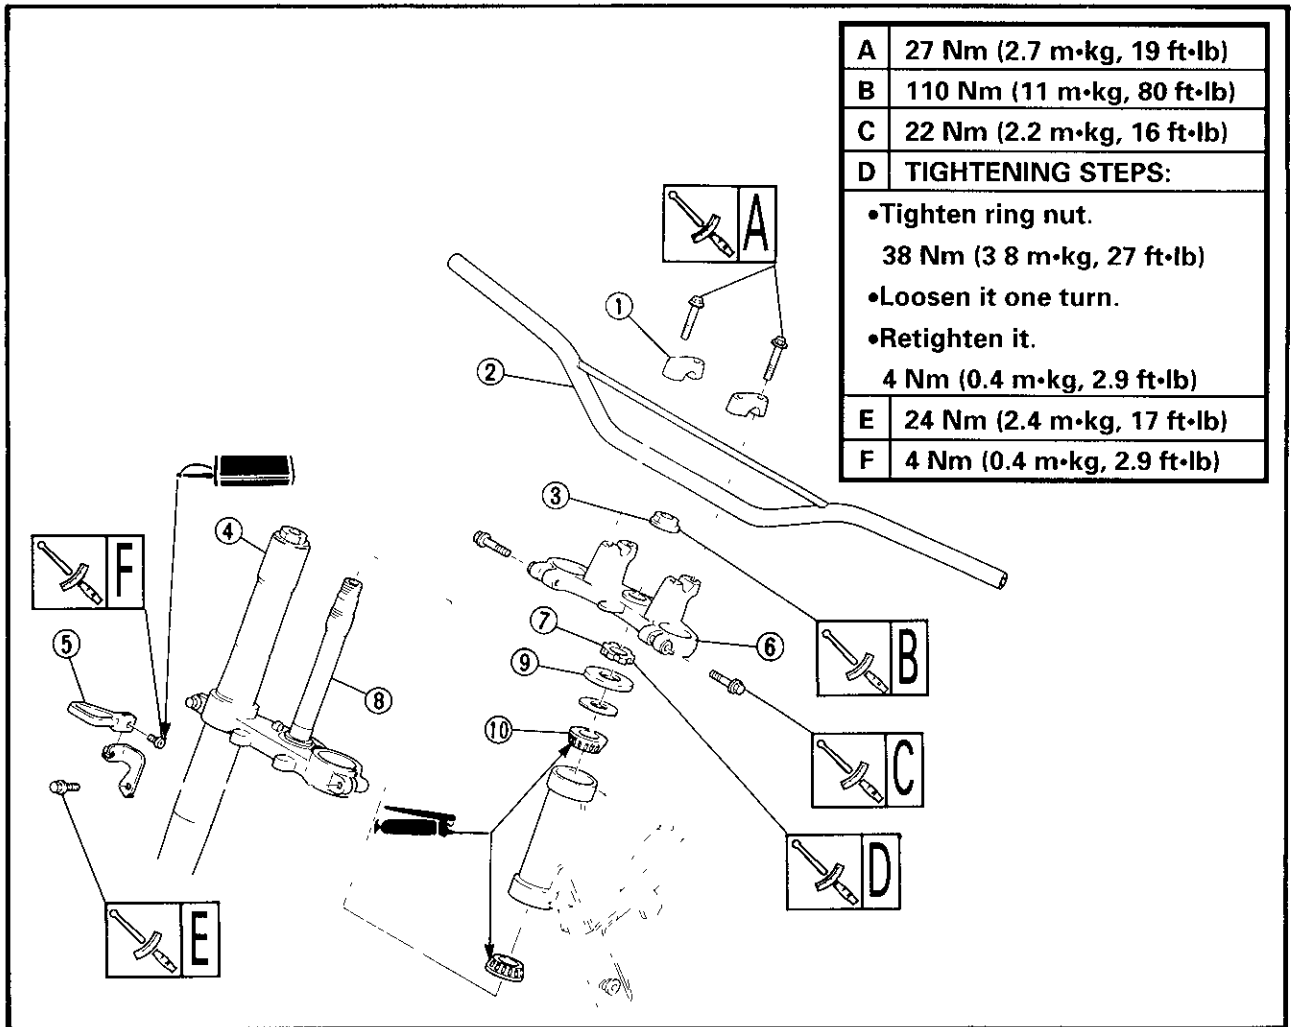 A 27 Nm (2.7 m•kg, 19 ft•lb)
B 110 Nm (11 m•kg, 80 ft•lb)
C 22 Nm (2.2 m•kg, 16 ft•lb)
D TIGHTENING STEPS:
•Tighten ring nut.
38 Nm (3 8 m•kg, 27 ft•lb)
•Loosen it one turn.
•Retighten it.
4 Nm (0.4 m•kg, 2.9 ft•lb)
E 24 Nm (2.4 m•kg, 17 ft•lb)
F 4 Nm (0.4 m•kg, 2.9 ft•lb)
A
①
②
③
④
F
⑤
⑦
⑥
⑨
B
⑧
⑩
C
D
E